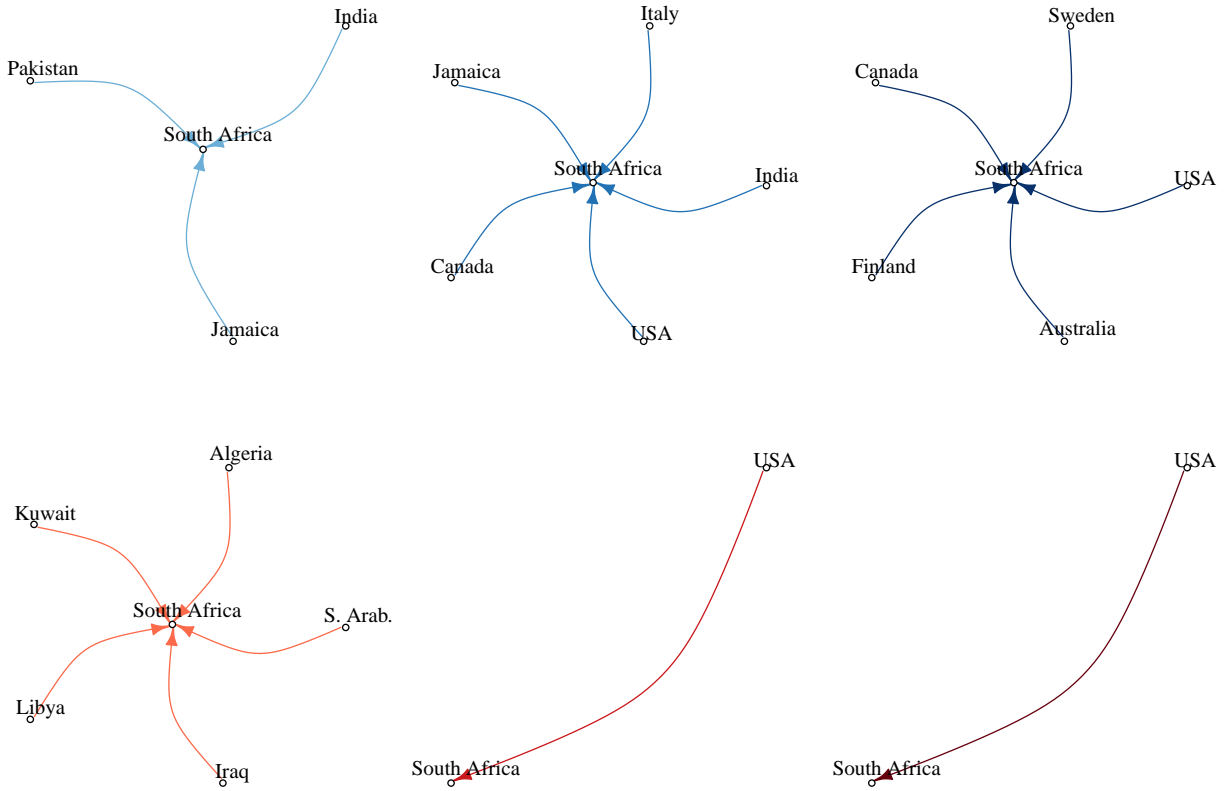 India
Pakistan
South Africa
Jamaica
Italy
Jamaica
South Africa
India
Canada
USA
Sweden
Canada
South Africa
USA
Finland
Australia
Algeria
Kuwait
South Africa
S. Arab.
Libya
Iraq
USA
South Africa
USA
South Africa